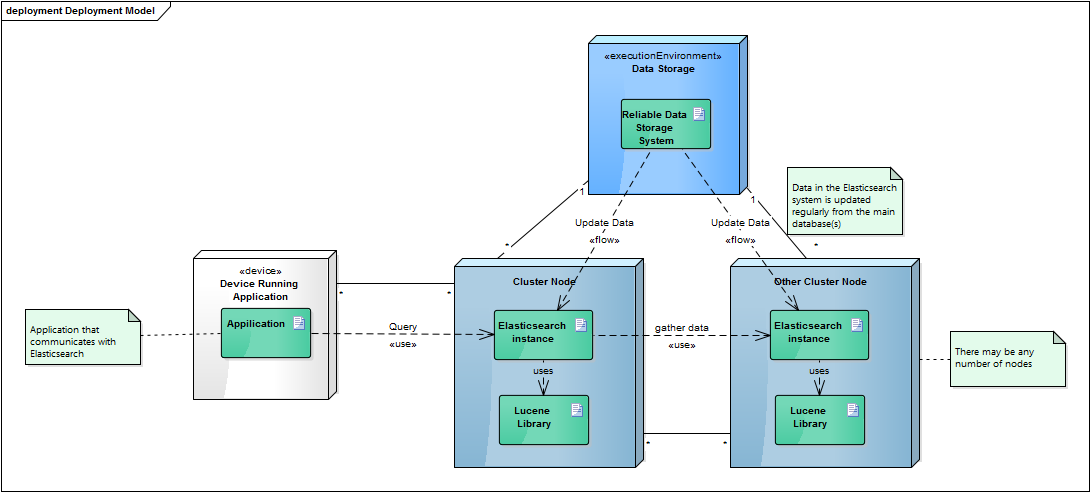 deployment Deployment Model
«executionEnvironment»
Data Storage
Reliable Data
Storage
System
Data in the Elasticsearch
system is updated
regularly from the main
database(s)
1
1
Update Data
«flow»
Update Data
«flow»
*
*
«device»
Device Running
Application
Appilication
Application that
communicates with
Elasticsearch
*
*
Query
«use»
Cluster Node
Elasticsearch
instance
uses
Lucene
Library
gather data
«use»
Other Cluster Node
Elasticsearch
instance
uses
Lucene
Library
There may be any
number of nodes
*
*